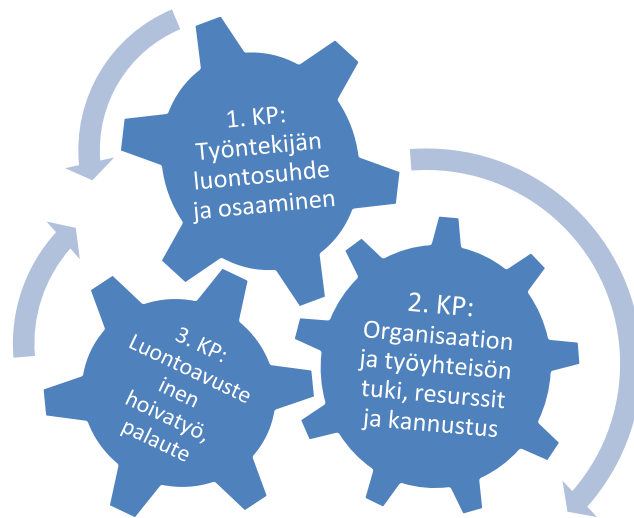 1. KP:
Työntekijän
luontosuhde
ja osaaminen
2. KP:
Organisaation
ja työyhteisön
tuki, resurssit
ja kannustus
3. KP:
Luontoavuste
inen
hoivatyö,
palaute